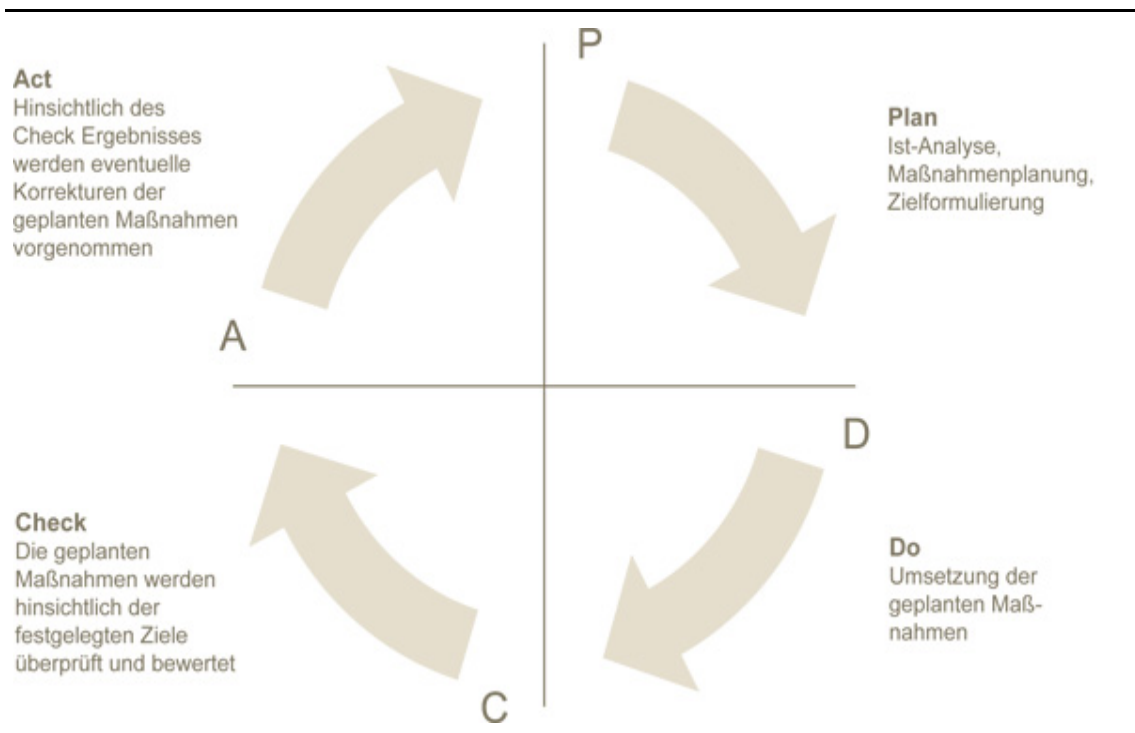 P
Plan
Ist-Analyse,
Maßnahmenplanung,
Zielformulierung
D
Do
Umsetzung der
geplanten Maß-
nahmen
C
Check
Die geplanten
Maßnahmen werden
hinsichtlich der
festgelegten Ziele
überprüft und bewertet
A
Act
Hinsichtlich des
Check Ergebnisses
werden eventuelle
Korrekturen der
geplanten Maßnahmen
vorgenommen